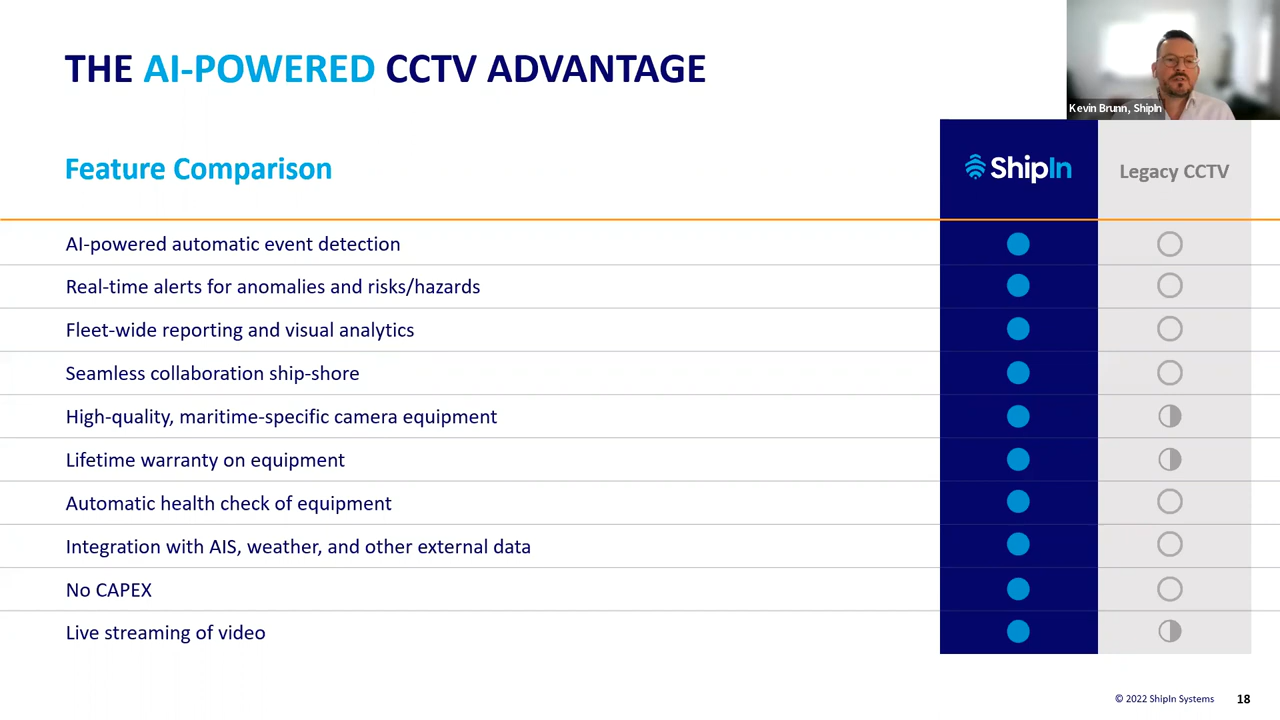 THE AI-POWERED CCTV ADVANTAGE
Kevin Brunn, ShipIn
Feature Comparison
ShipIn
Legacy CCTV
AI-powered automatic event detection
Real-time alerts for anomalies and risks/hazards
Fleet-wide reporting and visual analytics
Seamless collaboration ship-shore
High-quality, maritime-specific camera equipment
Lifetime warranty on equipment
Automatic health check of equipment
Integration with AIS, weather, and other external data
No CAPEX
Live streaming of video
© 2022 ShipIn Systems
18